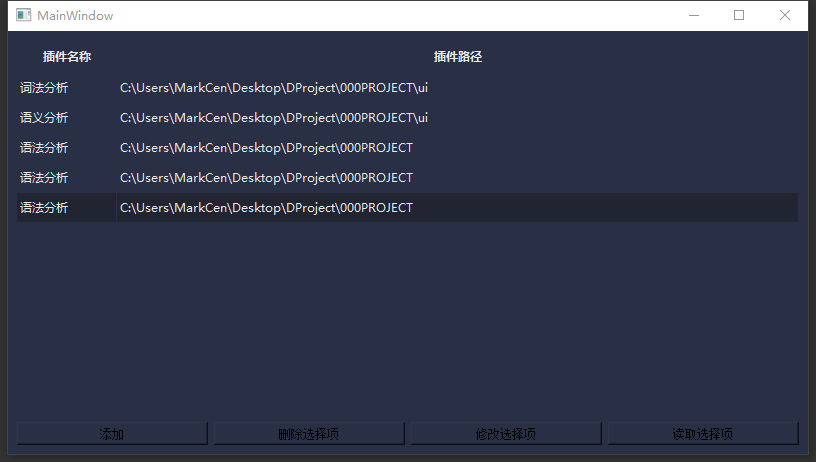 MainWindow
插件名称 插件路径
词法分析 C:\Users\MarkCen\Desktop\DProject\000PROJECT\ui
语义分析 C:\Users\MarkCen\Desktop\DProject\000PROJECT\ui
语法分析 C:\Users\MarkCen\Desktop\DProject\000PROJECT
语法分析 C:\Users\MarkCen\Desktop\DProject\000PROJECT
语法分析 C:\Users\MarkCen\Desktop\DProject\000PROJECT
添加 删除选择项 修改选择项 读取选择项